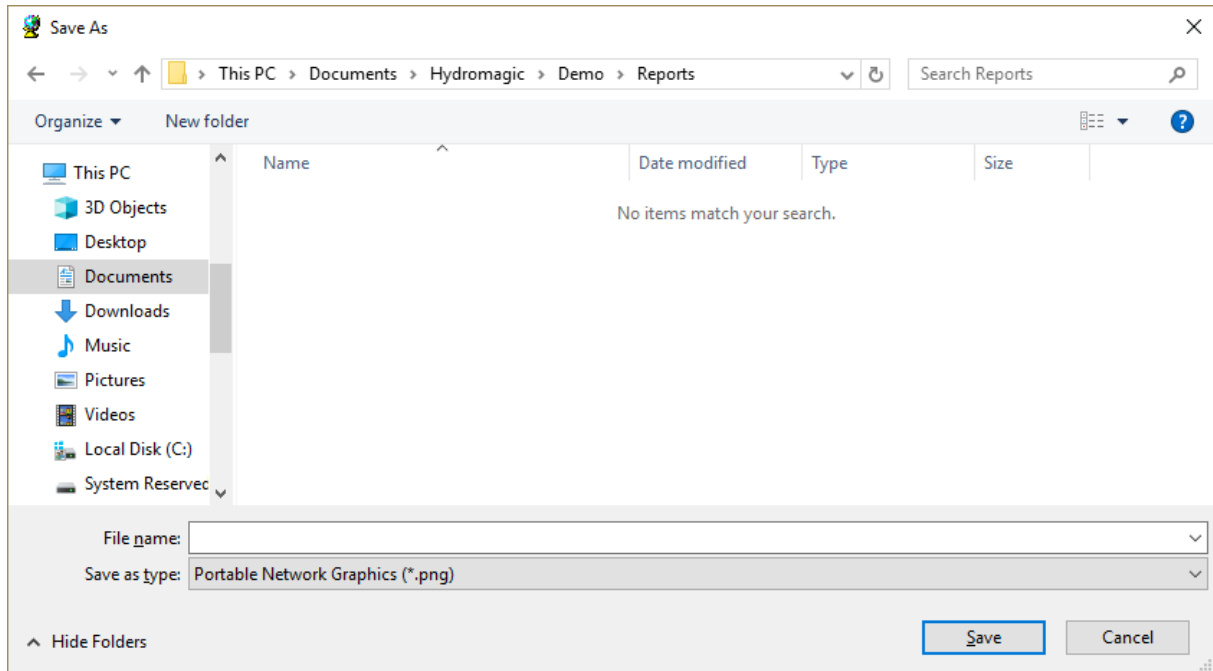 Save As
This PC > Documents > Hydromagic > Demo > Reports
Search Reports
Organize
New folder
Name
Date modified
Type
Size
No items match your search.
This PC
3D Objects
Desktop
Documents
Downloads
Music
Pictures
Videos
Local Disk (C:)
System Reserved
File name:
Save as type: Portable Network Graphics (*.png)
Hide Folders
Save
Cancel